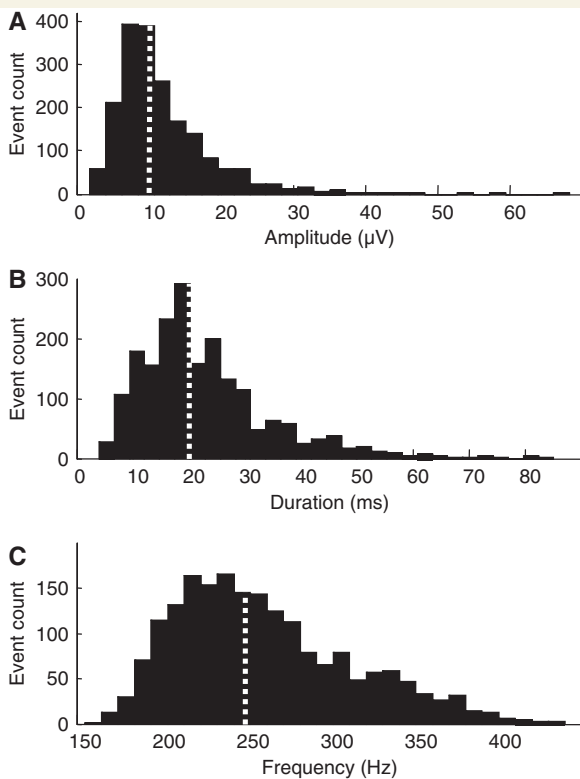 A
Event count
400
300
200
100
0
0 10 20 30 40 50 60
Amplitude (µV)
B
Event count
300
200
100
0
0 10 20 30 40 50 60 70 80
Duration (ms)
C
Event count
150
100
50
0
150 200 250 300 350 400
Frequency (Hz)